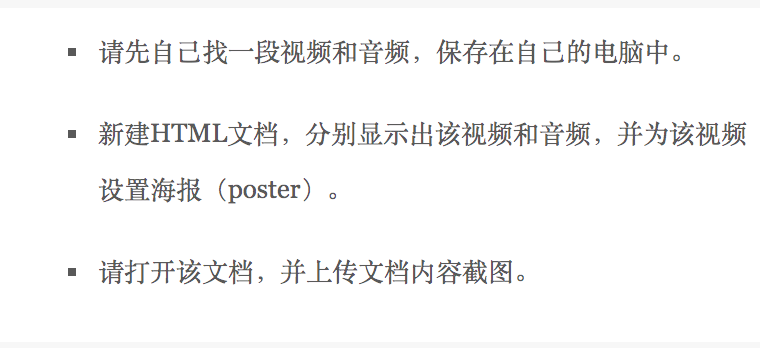 ▪ 请先自己找一段视频和音频，保存在自己的电脑中。
▪ 新建HTML文档，分别显示出该视频和音频，并为该视频
设置海报（poster）。
▪ 请打开该文档，并上传文档内容截图。